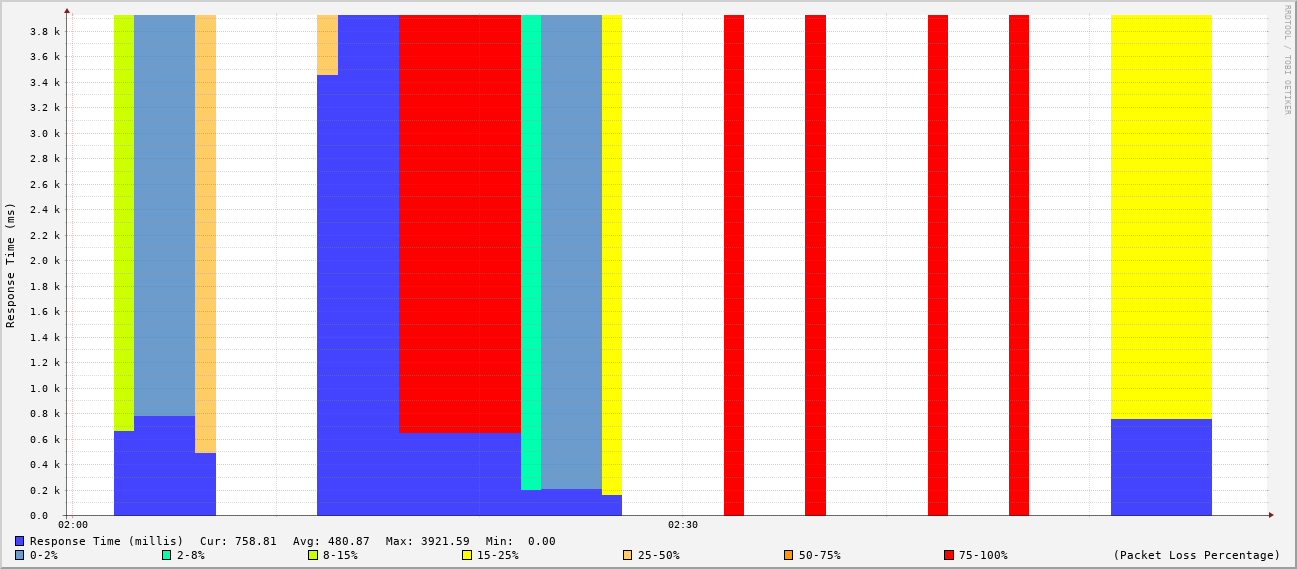 RRDTOOL / TOBI OETIKER
Response Time (ms)
3.8 k
3.6 k
3.4 k
3.2 k
3.0 k
2.8 k
2.6 k
2.4 k
2.2 k
2.0 k
1.8 k
1.6 k
1.4 k
1.2 k
1.0 k
0.8 k
0.6 k
0.4 k
0.2 k
0.0
02:00 02:30
Response Time (millis) Cur: 758.81 Avg: 480.87 Max: 3921.59 Min: 0.00
0-2% 2-8% 8-15% 15-25% 25-50% 50-75% 75-100% (Packet Loss Percentage)